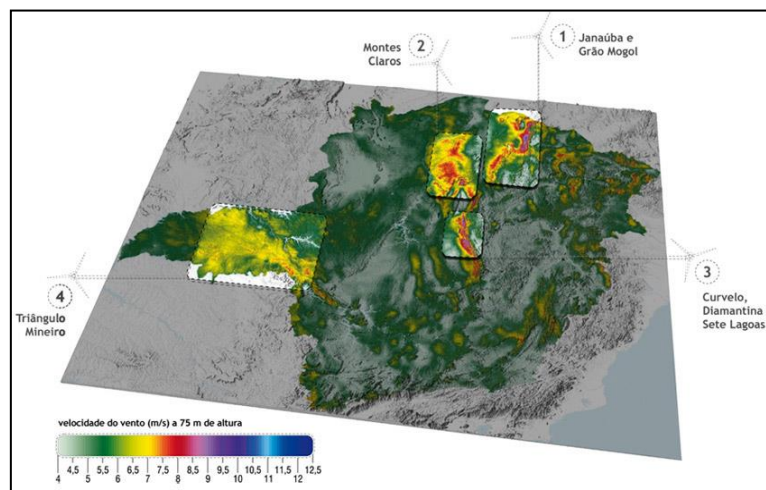 1
Janaúba e
Grão Mogol
2
Montes
Claros
3
Curvelo,
Diamantina
Sete Lagoas
4
Triângulo
Mineiro
velocidade do vento (m/s) a 75 m de altura
4 4,5 5 5,5 6 6,5 7 7,5 8 8,5 9 9,5 10 10,5 11 11,5 12 12,5